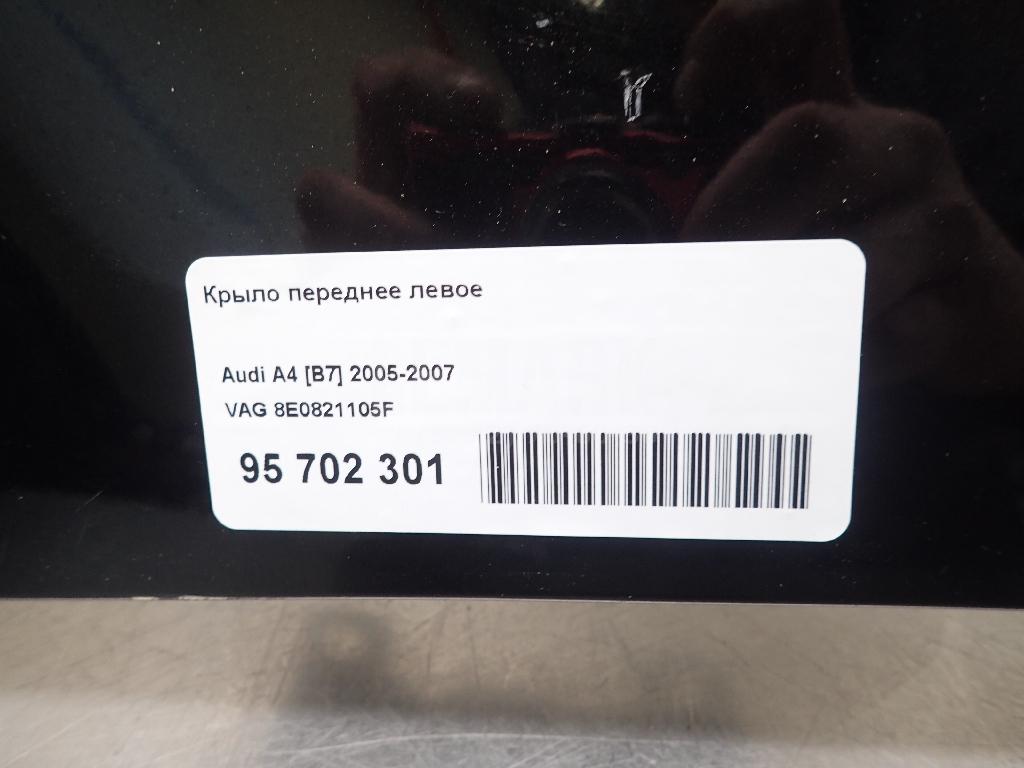 Крыло переднее левое
Audi A4 [B7] 2005-2007
VAG 8E0821105F
95 702 301